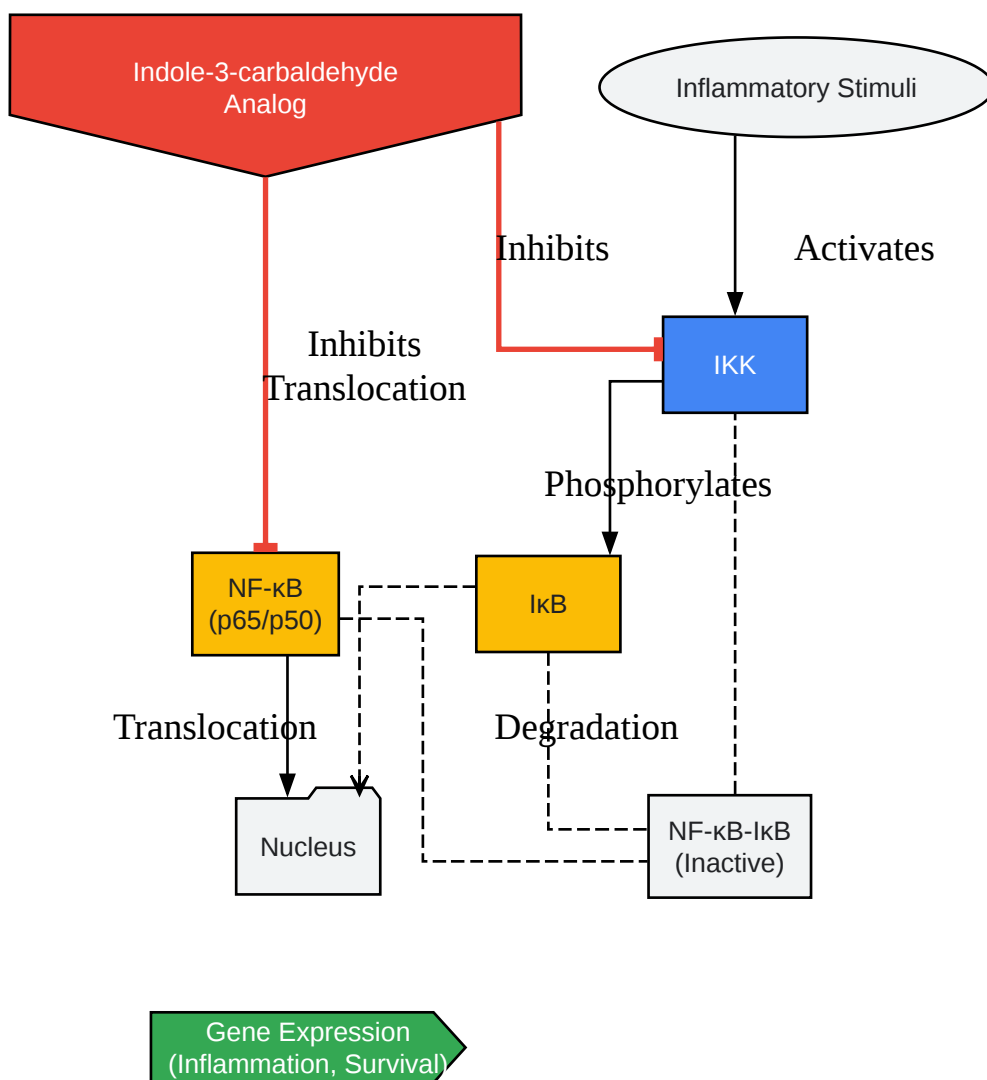 Indole-3-carbaldehyde
Analog
Inflammatory Stimuli
Inhibits
Activates
Inhibits
Translocation
IKK
Phosphorylates
NF-κB
(p65/p50)
IκB
Translocation
Degradation
Nucleus
NF-κB-IκB
(Inactive)
Gene Expression
(Inflammation, Survival)